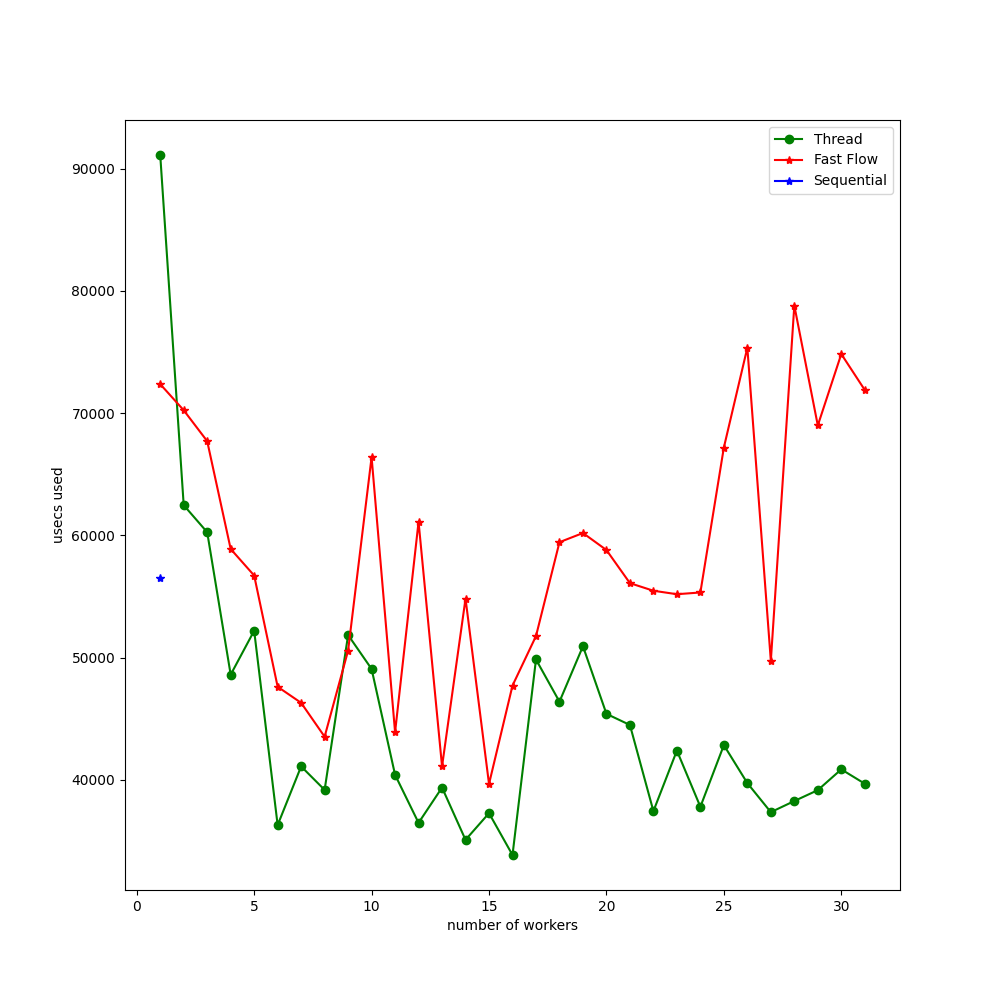 Thread
Fast Flow
Sequential
90000
80000
70000
60000
50000
40000
usecs used
0 5 10 15 20 25 30
number of workers